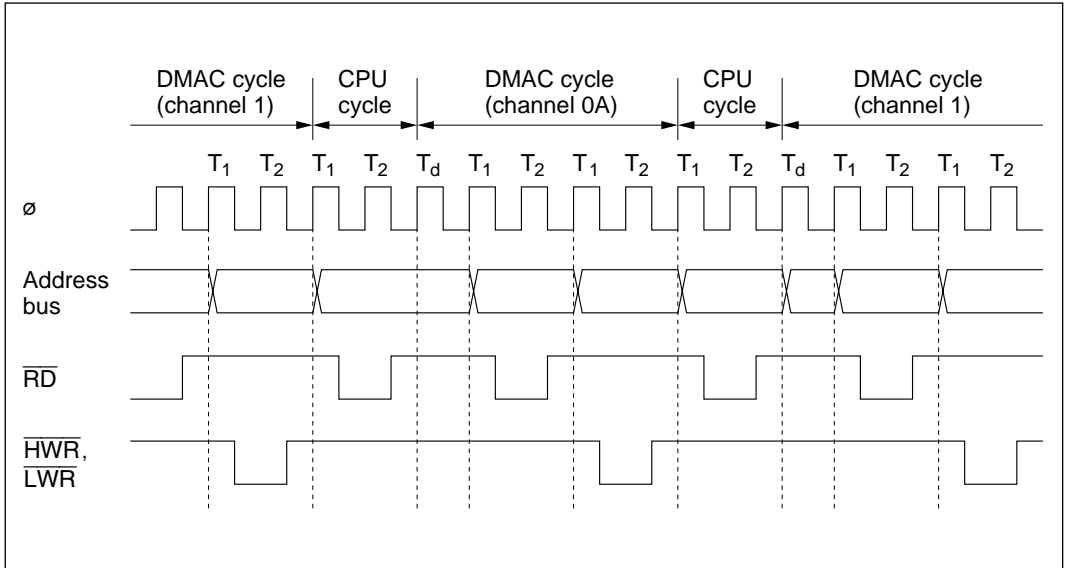 DMAC cycle (channel 1)
CPU cycle
DMAC cycle (channel 0A)
CPU cycle
DMAC cycle (channel 1)
T1 T2 T1 T2 Td T1 T2 T1 T2 T1 T2 Td T1 T2 T1 T2
ø
Address
bus
RD
HWR,
LWR